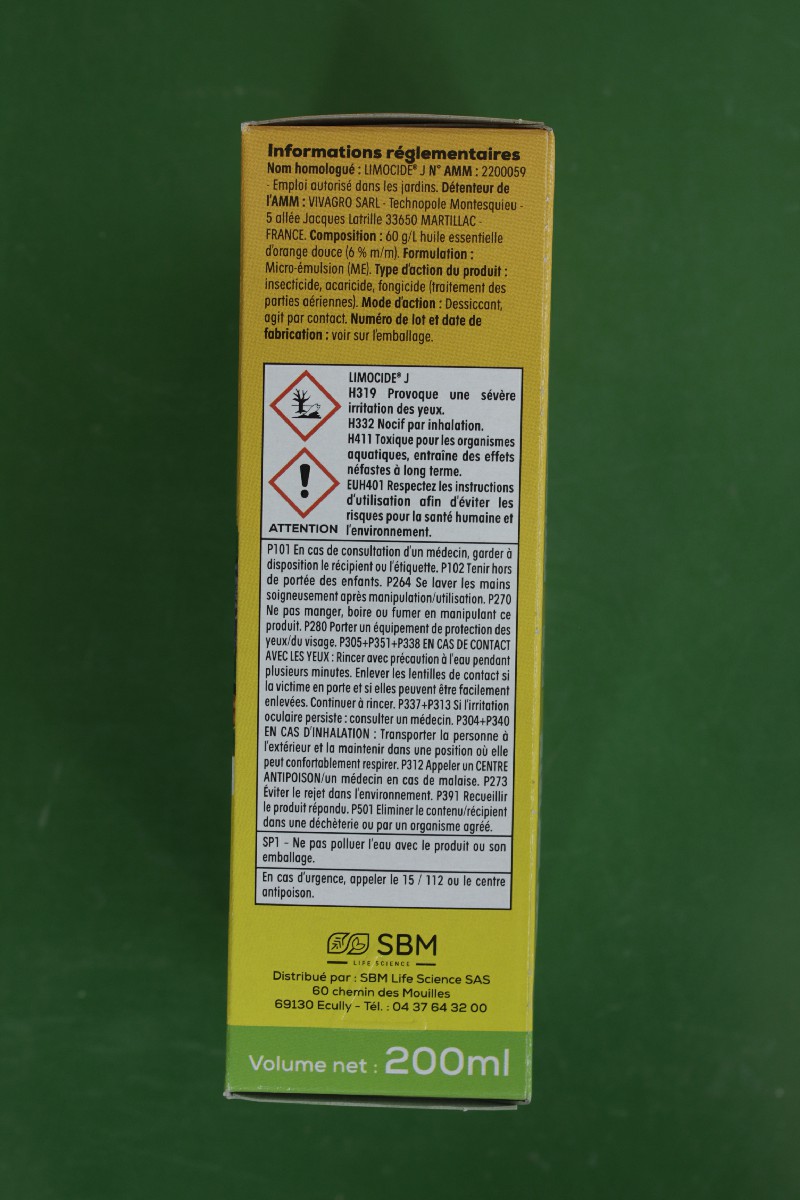 Informations réglementaires
Nom homologué : LIMOCIDE® J N° AMM : 2200059
- Emploi autorisé dans les jardins. Détenteur de
l'AMM : VIVAGRO SARL - Technopole Montesquieu -
5 allée Jacques Latrille 33650 MARTILLAC -
FRANCE. Composition : 60 g/L huile essentielle
d'orange douce (6 % m/m). Formulation :
Micro-émulsion (ME). Type d'action du produit :
insecticide, acaricide, fongicide (traitement des
parties aériennes). Mode d'action : Dessiccant,
agit par contact. Numéro de lot et date de
fabrication : voir sur l'emballage.
LIMOCIDE® J
H319 Provoque une sévère
irritation des yeux.
H332 Nocif par inhalation.
H411 Toxique pour les organismes
aquatiques, entraîne des effets
néfastes à long terme.
EUH401 Respectez les instructions
d'utilisation afin d'éviter les
risques pour la santé humaine et
l'environnement.
ATTENTION
P101 En cas de consultation d'un médecin, garder à
disposition le récipient ou l'étiquette. P102 Tenir hors
de portée des enfants. P264 Se laver les mains
soigneusement après manipulation/utilisation. P270
Ne pas manger, boire ou fumer en manipulant ce
produit. P280 Porter un équipement de protection des
yeux/du visage. P305+P351+P338 EN CAS DE CONTACT
AVEC LES YEUX : Rincer avec précaution à l'eau pendant
plusieurs minutes. Enlever les lentilles de contact si
la victime en porte et si elles peuvent être facilement
enlevées. Continuer à rincer. P337+P313 Si l'irritation
oculaire persiste : consulter un médecin. P304+P340
EN CAS D'INHALATION : Transporter la personne à
l'extérieur et la maintenir dans une position où elle
peut confortablement respirer. P312 Appeler un CENTRE
ANTIPOISON/un médecin en cas de malaise. P273
Éviter le rejet dans l'environnement. P391 Recueillir
le produit répandu. P501 Eliminer le contenu/récipient
dans une déchèterie ou par un organisme agréé.
SP1 - Ne pas polluer l'eau avec le produit ou son
emballage.
En cas d'urgence, appeler le 15 / 112 ou le centre
antipoison.
SBM
LIFE SCIENCE
Distribué par : SBM Life Science SAS
60 chemin des Mouilles
69130 Ecully - Tél. : 04 37 64 32 00
Volume net : 200ml